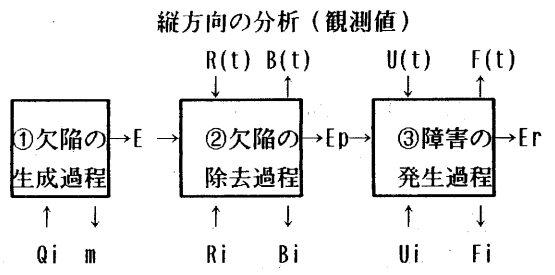 縦方向の分析(観測値)
R(t) B(t) U(t) F(t)
↓ ↑ ↓ ↑
①欠陥の →E → ②欠陥の →Ep→ ③障害の →Er
生成過程 除去過程 発生過程
↑ ↓ ↑ ↓ ↑ ↓
Qi m Ri Bi Ui Fi